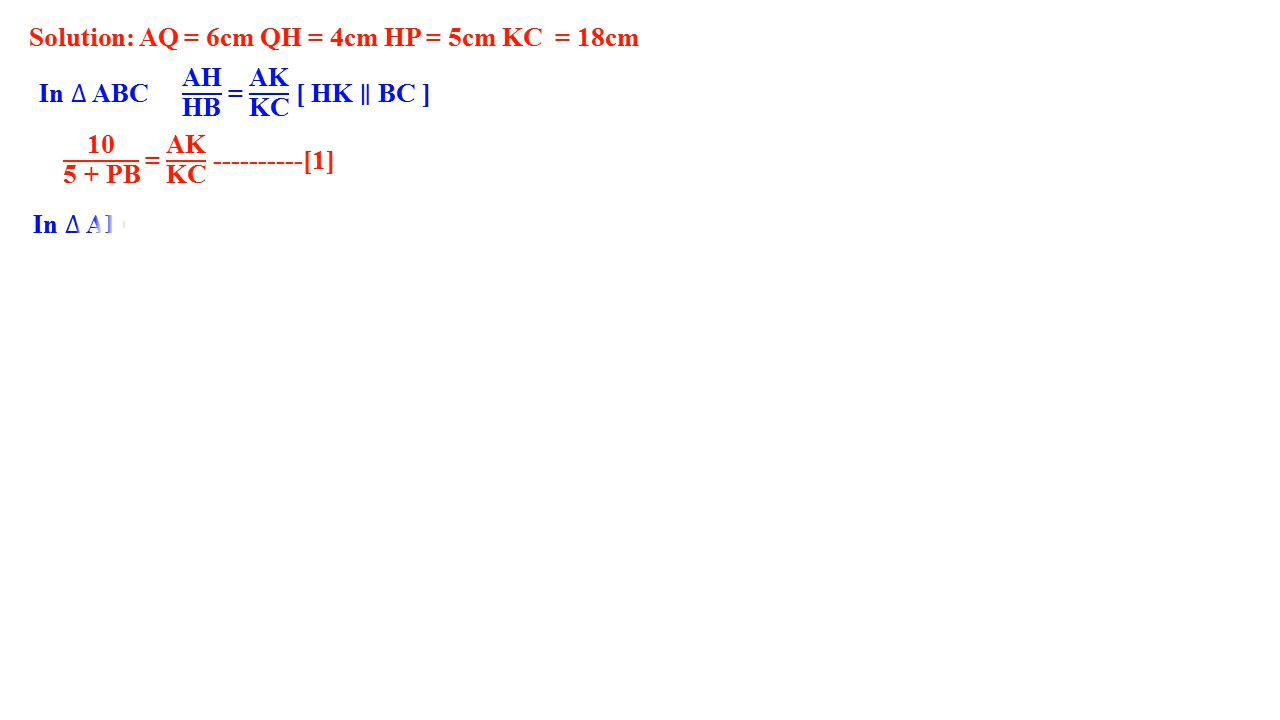 Solution: AQ = 6cm QH = 4cm HP = 5cm KC = 18cm
In Δ ABC AH/HB = AK/KC [ HK || BC ]
10/5 + PB = AK/KC ----------[1]
In Δ